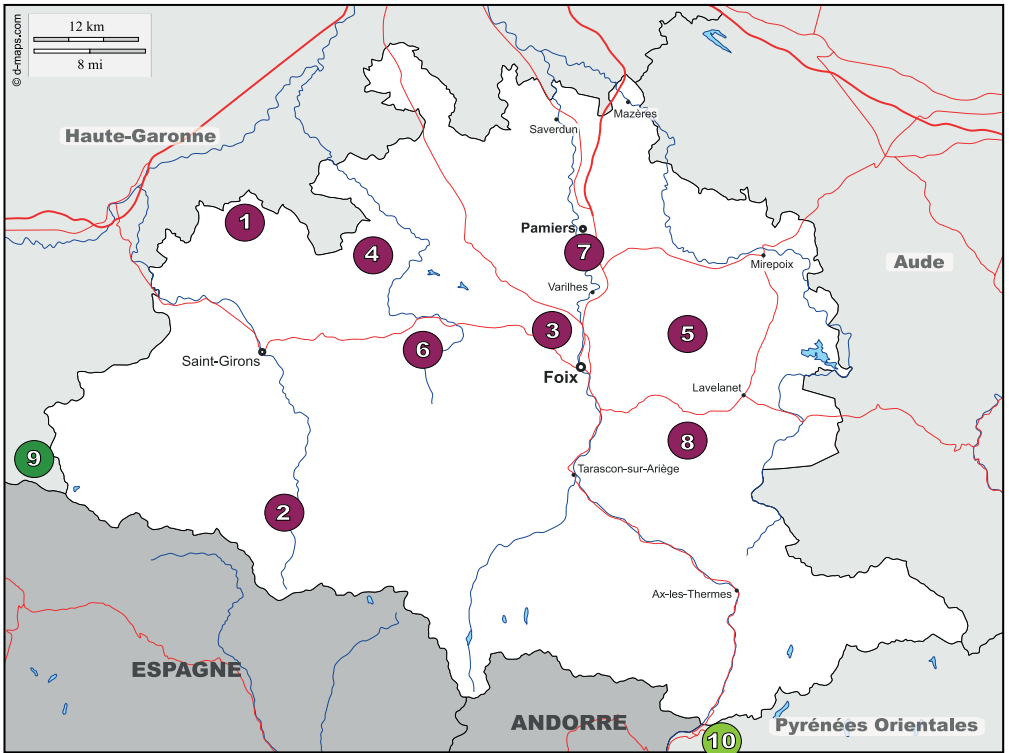 12 km
8 mi
© d-maps.com
Haute-Garonne
Mazères
Saverdun
1
Pamiers
4
7
Aude
Mirepoix
Varilhes
3
5
6
Saint-Girons
Foix
Lavelanet
8
9
Tarascon-sur-Ariège
2
Ax-les-Thermes
ESPAGNE
ANDORRE
Pyrénées Orientales
10